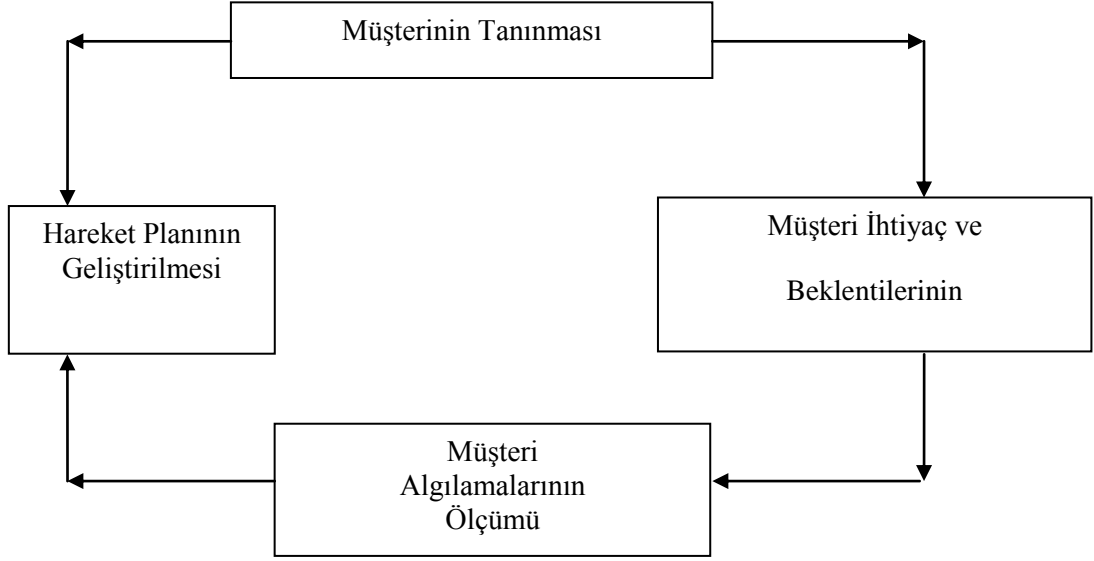 Müşterinin Tanınması
Hareket Planının
Geliştirilmesi
Müşteri İhtiyaç ve
Beklentilerinin
Müşteri
Algılamalarının
Ölçümü